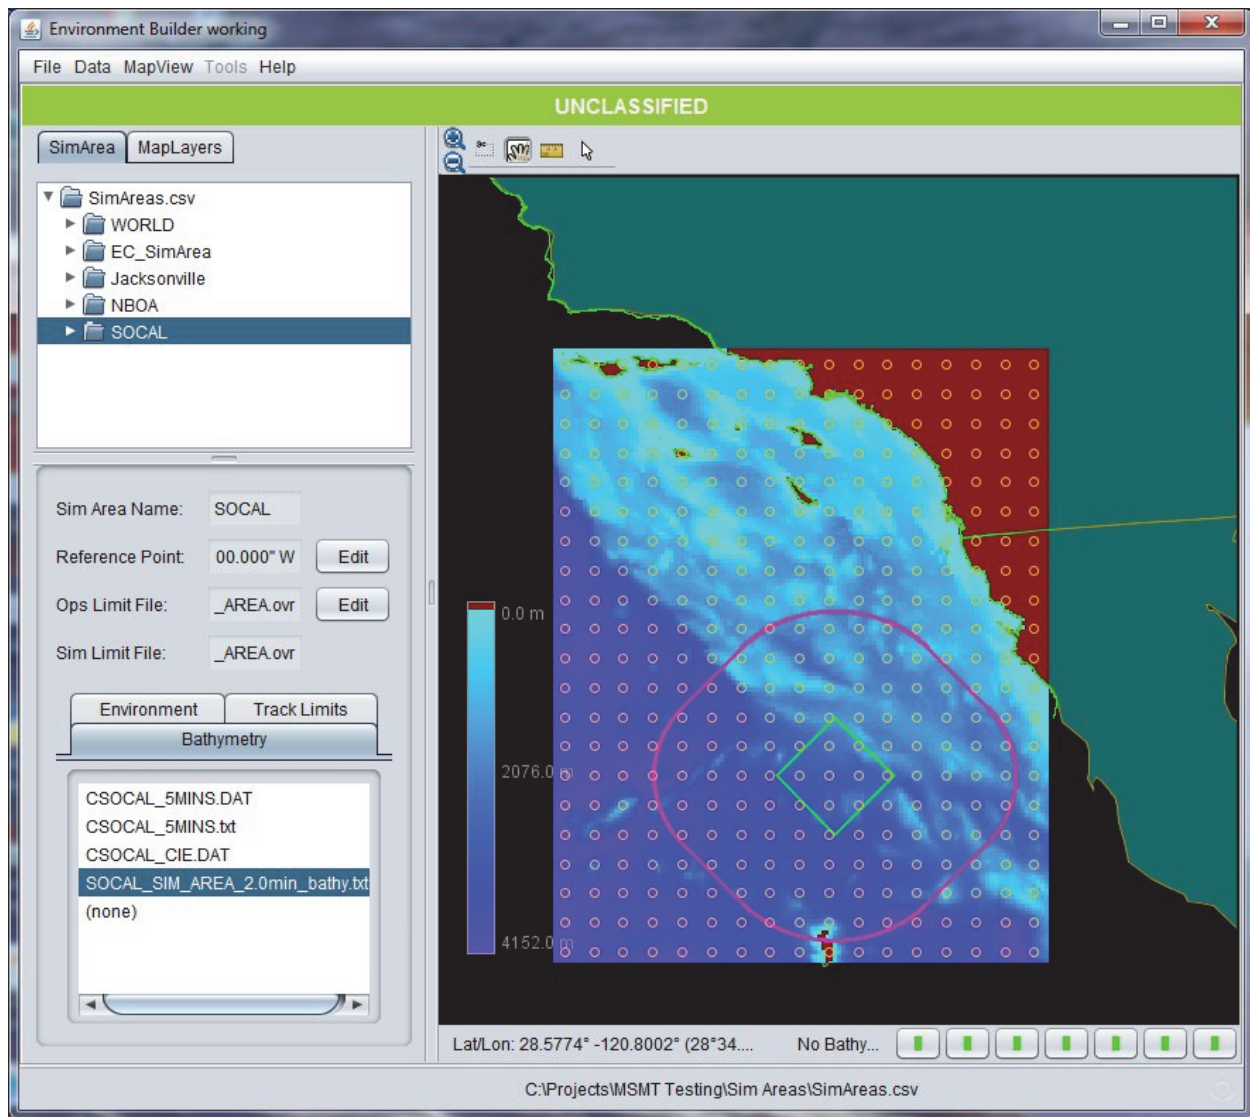 Environment Builder working
File Data MapView Tools Help
UNCLASSIFIED
SimArea MapLayers
SimAreas.csv
WORLD
EC_SimArea
Jacksonville
NBOA
SOCAL
Sim Area Name: SOCAL
Reference Point: 00.000" W Edit
Ops Limit File: _AREA.ovr Edit
Sim Limit File: _AREA.ovr
Environment Track Limits
Bathymetry
CSOCAL_5MINS.DAT
CSOCAL_5MINS.txt
CSOCAL_CIE.DAT
SOCAL_SIM_AREA_2.0min_bathy.txt
(none)
0.0 m
2076.0 m
4152.0 m
Lat/Lon: 28.5774° -120.8002° (28°34.... No Bathy...
C:\Projects\MSMT Testing\Sim Areas\SimAreas.csv